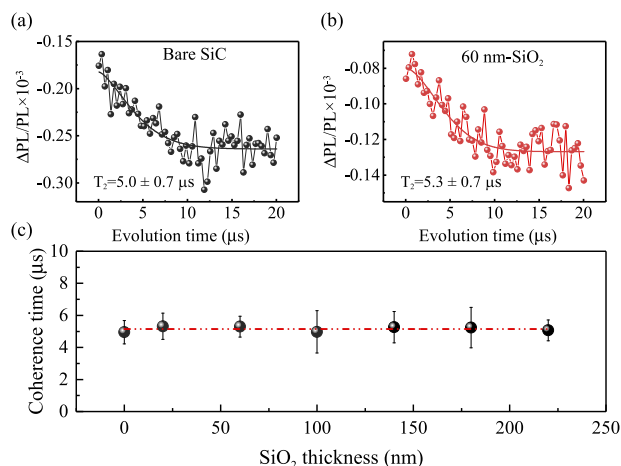 (a)
Bare SiC
ΔPL/PL×10⁻³
-0.15
-0.20
-0.25
-0.30
T₂=5.0 ± 0.7 μs
0 5 10 15 20
Evolution time (μs)
(b)
60 nm-SiO₂
ΔPL/PL×10⁻³
-0.08
-0.10
-0.12
-0.14
T₂=5.3 ± 0.7 μs
0 5 10 15 20
Evolution time (μs)
(c)
Coherence time (μs)
10
8
6
4
2
0
0 50 100 150 200 250
SiO₂ thickness (nm)